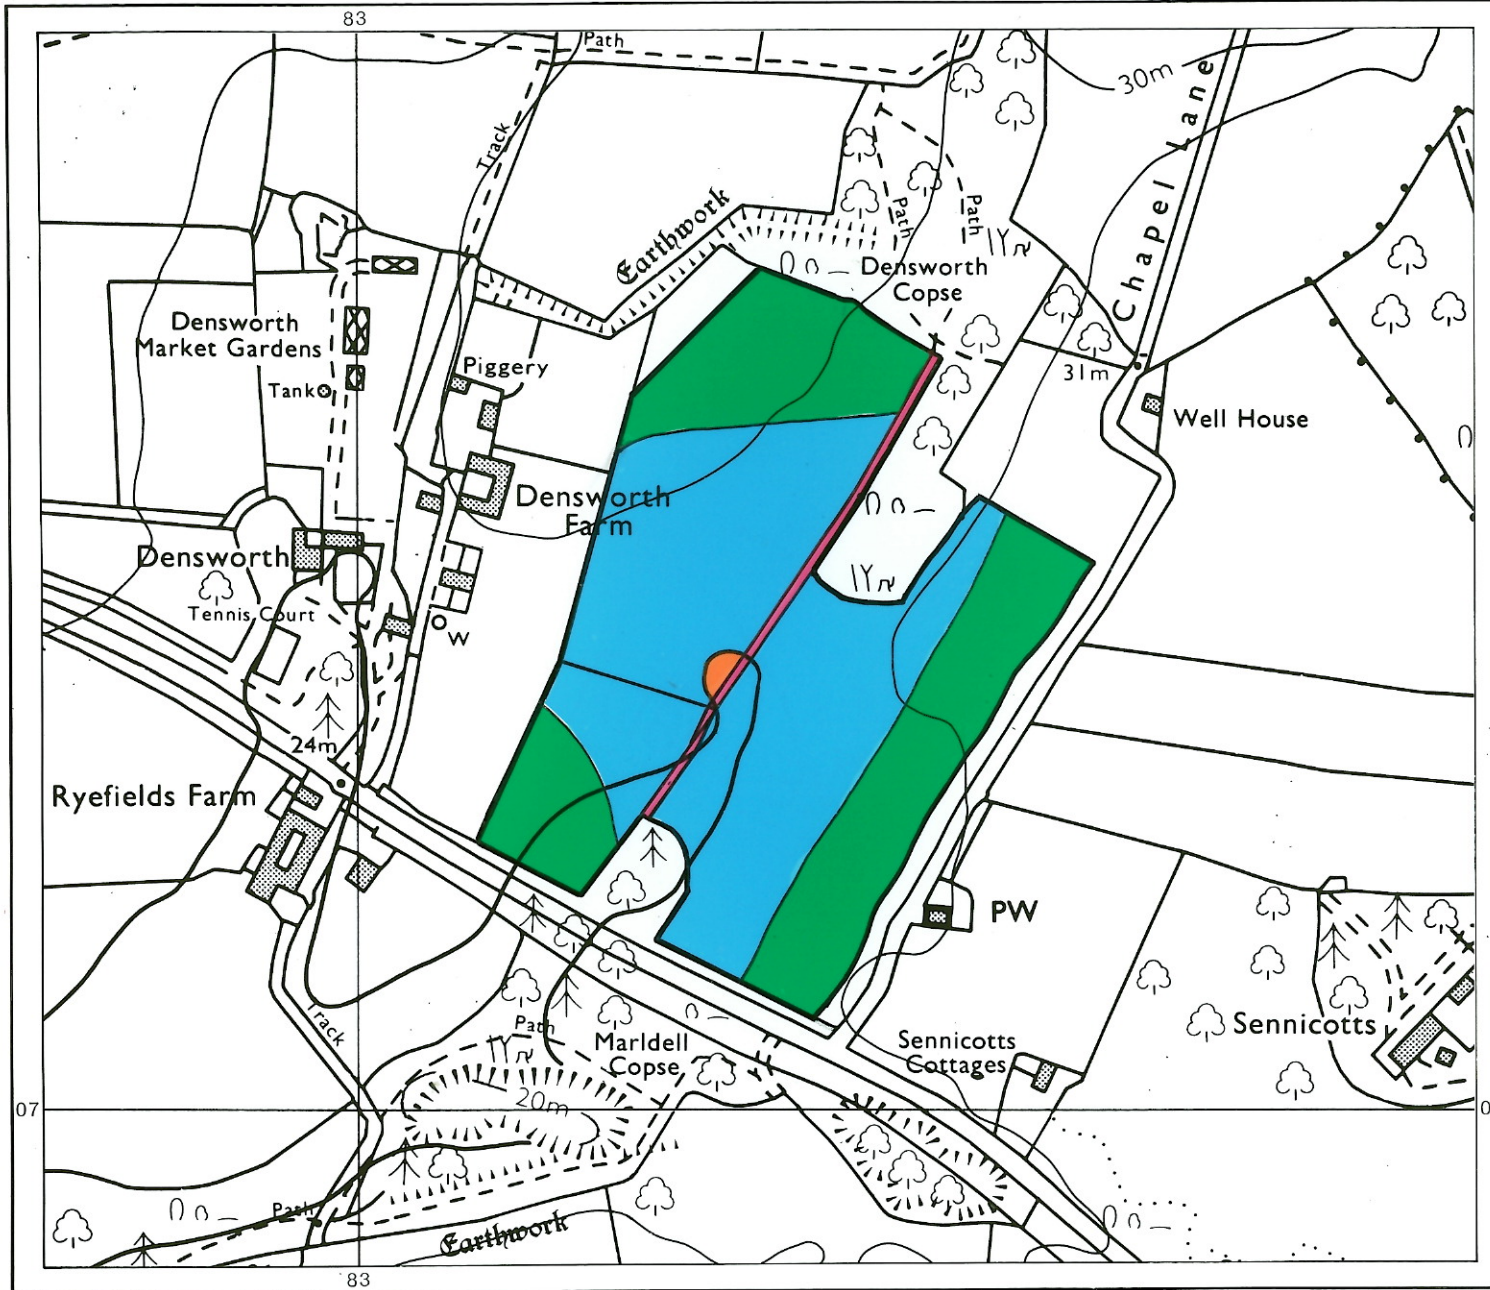 83
Path
30m
Chapel Lane
Track
Earthwork
Path
Path
Densworth
Copse
Densworth
Market Gardens
Piggery
Tank
31m
Well House
Densworth
Farm
Densworth
Tennis Court
W
24m
Ryefields Farm
PW
Track
Path
Marldell
Copse
Sennicotts
Cottages
Sennicotts
20m
07
0
Path
Earthwork
83